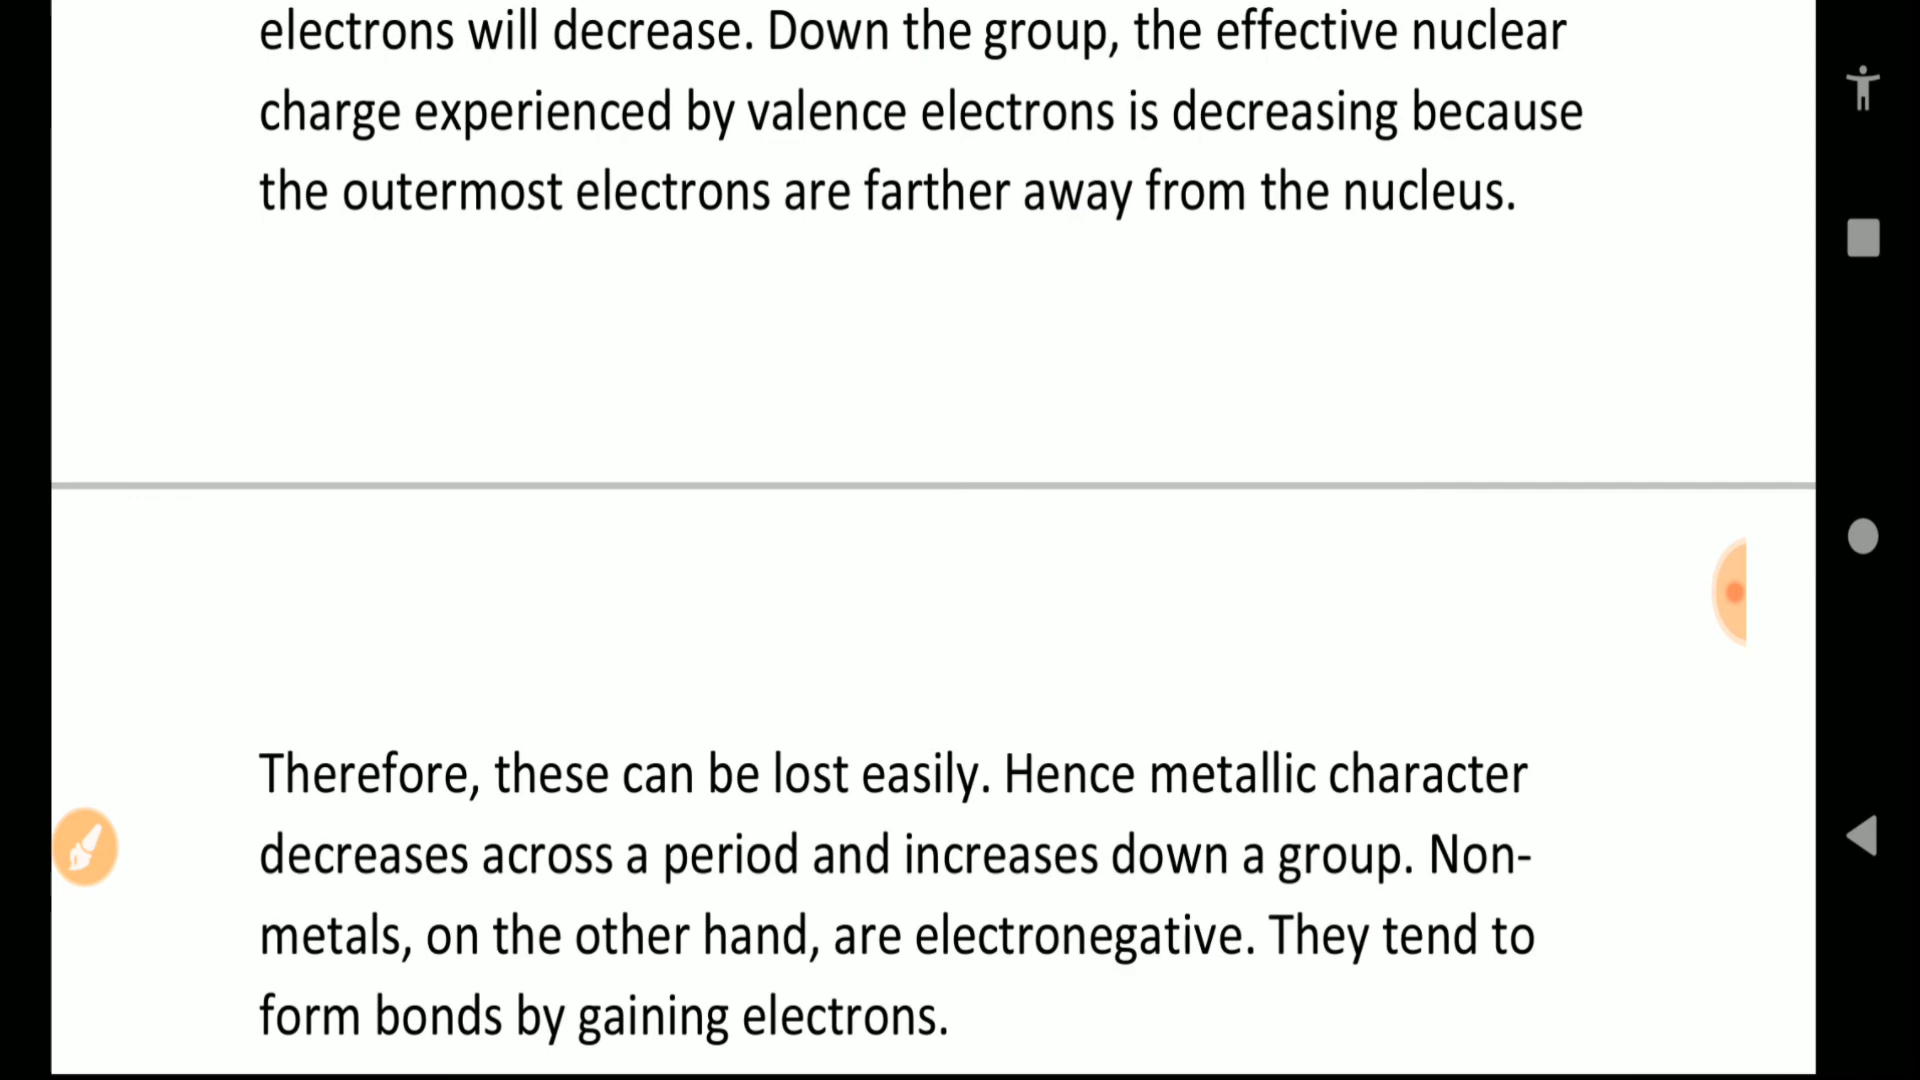 electrons will decrease. Down the group, the effective nuclear
charge experienced by valence electrons is decreasing because
the outermost electrons are farther away from the nucleus.
Therefore, these can be lost easily. Hence metallic character
decreases across a period and increases down a group. Non-
metals, on the other hand, are electronegative. They tend to
form bonds by gaining electrons.